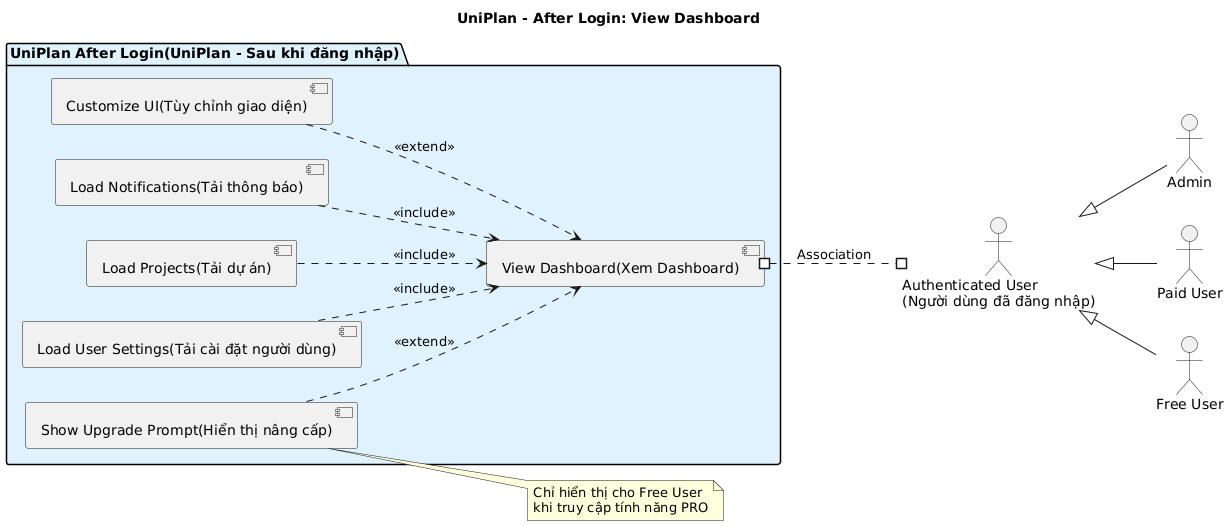 UniPlan - After Login: View Dashboard
UniPlan After Login(UniPlan - Sau khi đăng nhập)
Customize UI(Tùy chỉnh giao diện)
«extend»
Load Notifications(Tải thông báo)
«include»
Load Projects(Tải dự án)
«include»
View Dashboard(Xem Dashboard)
Association
Load User Settings(Tải cài đặt người dùng)
«include»
Show Upgrade Prompt(Hiển thị nâng cấp)
«extend»
Chỉ hiển thị cho Free User
khi truy cập tính năng PRO
Authenticated User
(Người dùng đã đăng nhập)
Admin
Paid User
Free User